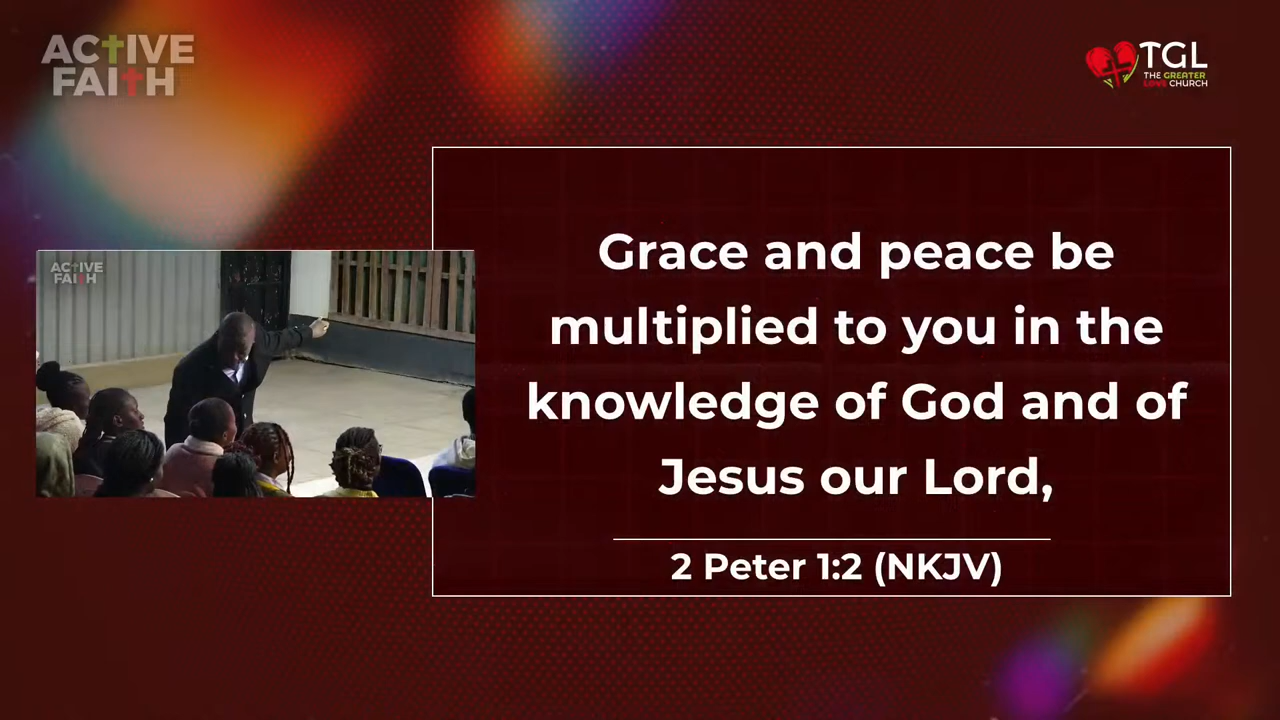 ACTIVE
FAITH
TGL
THE GREATER
LOVE CHURCH
ACTIVE
FAITH
Grace and peace be
multiplied to you in the
knowledge of God and of
Jesus our Lord,
2 Peter 1:2 (NKJV)